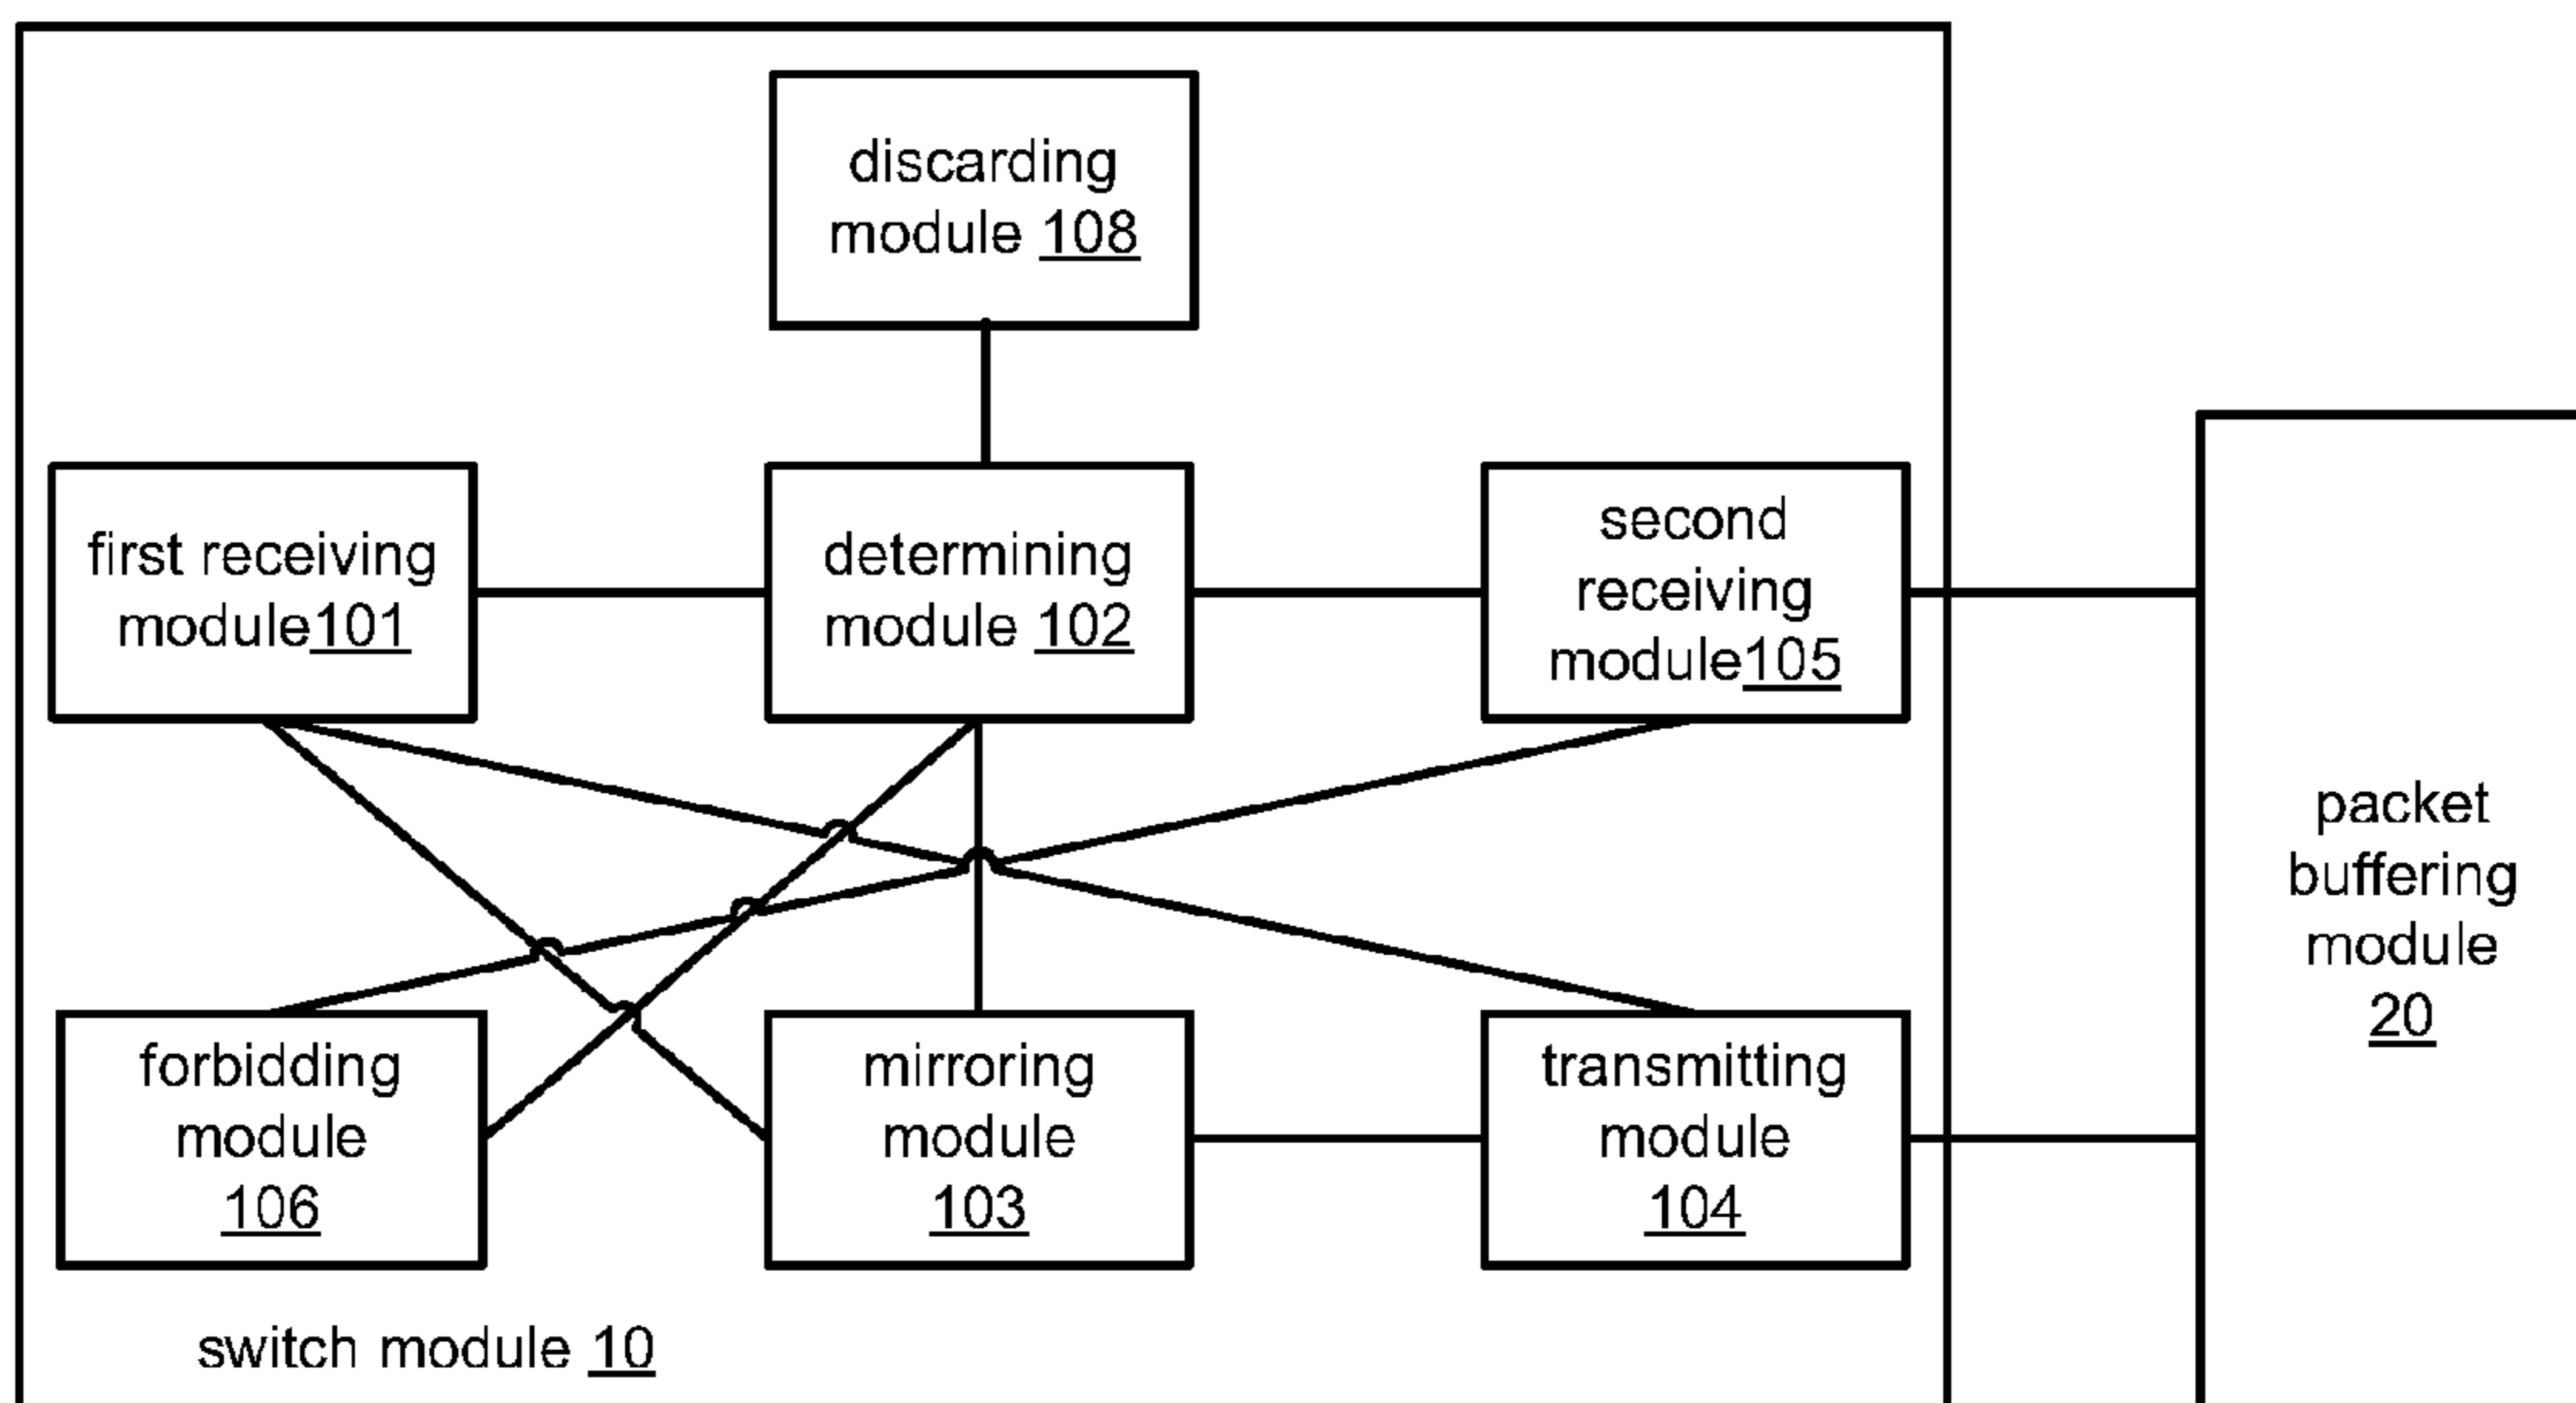 discarding
module 108
first receiving
module101
determining
module 102
second
receiving
module105
packet
buffering
module
20
forbidding
module
106
mirroring
module
103
transmitting
module
104
switch module 10